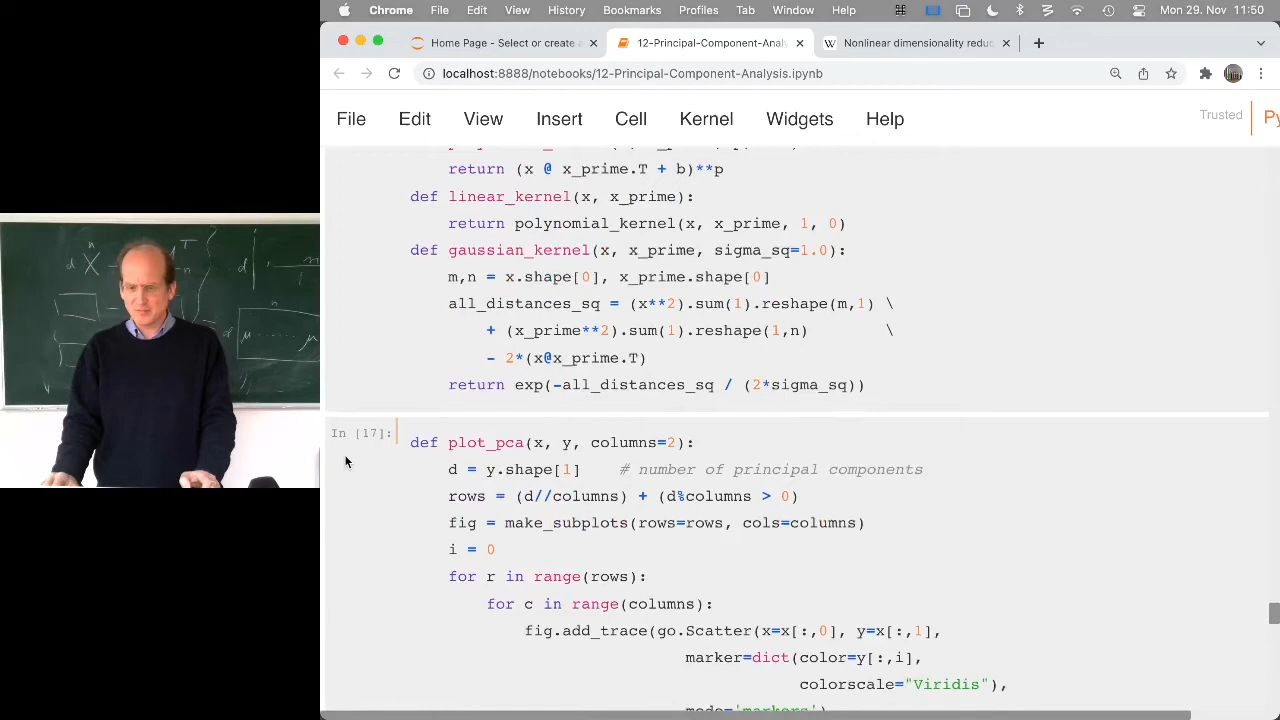 Chrome File Edit View History Bookmarks Profiles Tab Window Help Mon 29. Nov 11:50
Home Page - Select or create a 12-Principal-Component-Analy Nonlinear dimensionality reduc
localhost:8888/notebooks/12-Principal-Component-Analysis.ipynb
File Edit View Insert Cell Kernel Widgets Help Trusted Py
return (x @ x_prime.T + b)**p
def linear_kernel(x, x_prime):
return polynomial_kernel(x, x_prime, 1, 0)
def gaussian_kernel(x, x_prime, sigma_sq=1.0):
m,n = x.shape[0], x_prime.shape[0]
all_distances_sq = (x**2).sum(1).reshape(m,1) \
+ (x_prime**2).sum(1).reshape(1,n) \
- 2*(x@x_prime.T)
return exp(-all_distances_sq / (2*sigma_sq))
In [17]:
def plot_pca(x, y, columns=2):
d = y.shape[1] # number of principal components
rows = (d//columns) + (d%columns > 0)
fig = make_subplots(rows=rows, cols=columns)
i = 0
for r in range(rows):
for c in range(columns):
fig.add_trace(go.Scatter(x=x[:,0], y=x[:,1],
marker=dict(color=y[:,i],
colorscale="Viridis"),
mode='markers')